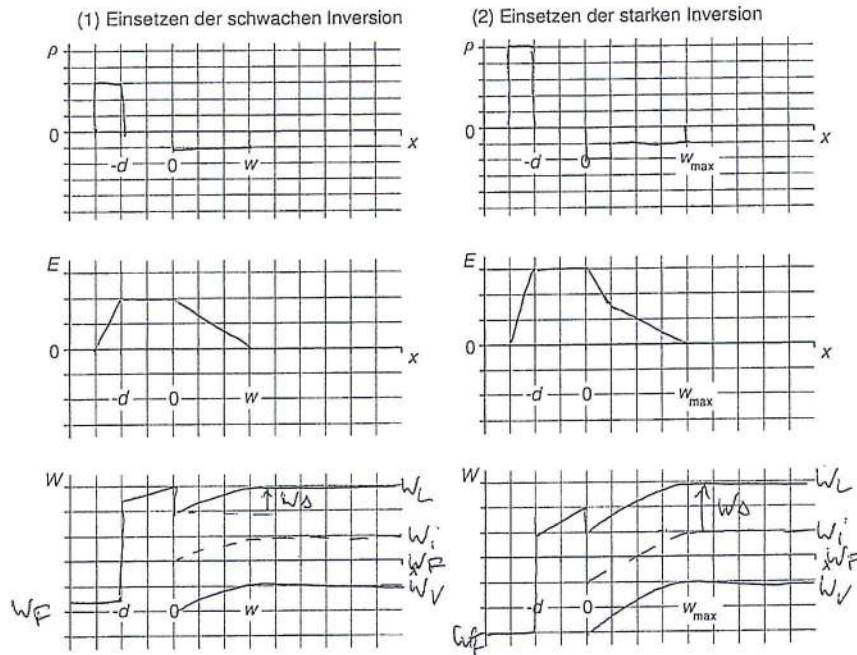 (1) Einsetzen der schwachen Inversion
ρ
0
-d 0 w
x
E
0
x
-d 0 w
W
W_L
W_s
W_i
W_F
W_V
W_F
-d 0 w
(2) Einsetzen der starken Inversion
ρ
0
x
-d 0 w_max
E
0
x
-d 0 w_max
W
W_L
W_s
W_i
W_F
W_V
-d 0 w_max